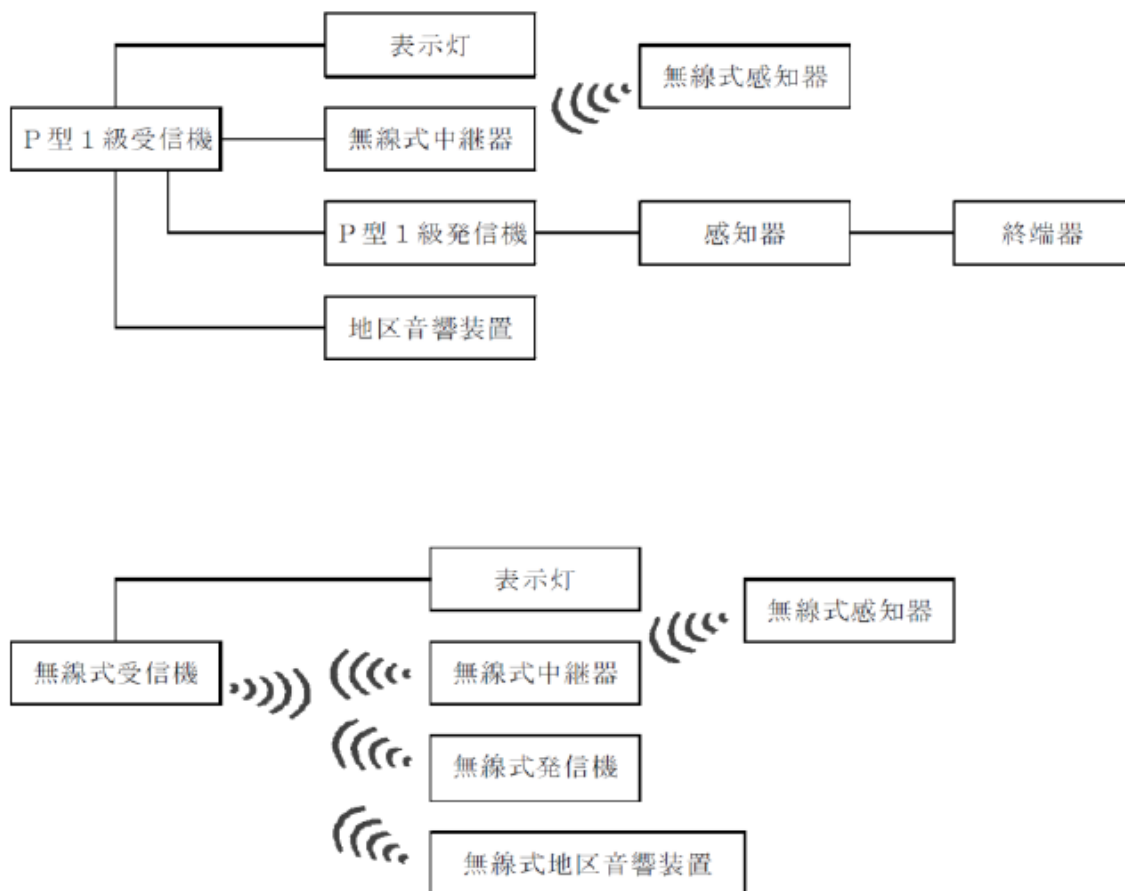 表示灯
無線式感知器
P型1級受信機
無線式中継器
P型1級発信機
感知器
終端器
地区音響装置
表示灯
無線式感知器
無線式受信機
無線式中継器
無線式発信機
無線式地区音響装置